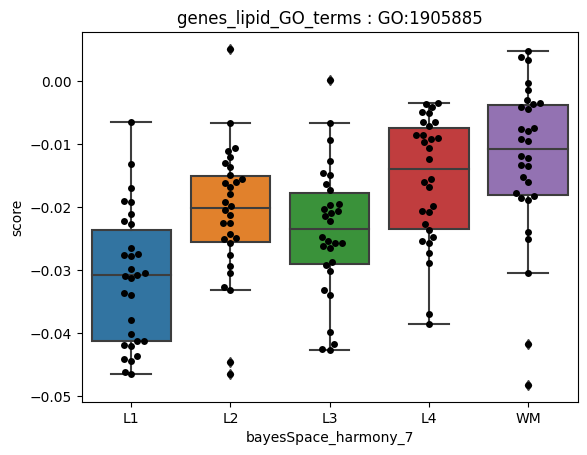 genes_lipid_GO_terms : GO:1905885
score
0.00
−0.01
−0.02
−0.03
−0.04
−0.05
L1 L2 L3 L4 WM
bayesSpace_harmony_7